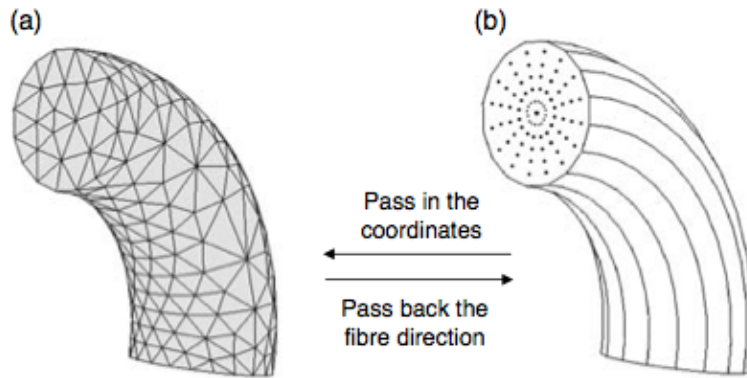 (a)
(b)
Pass in the
coordinates
Pass back the
fibre direction